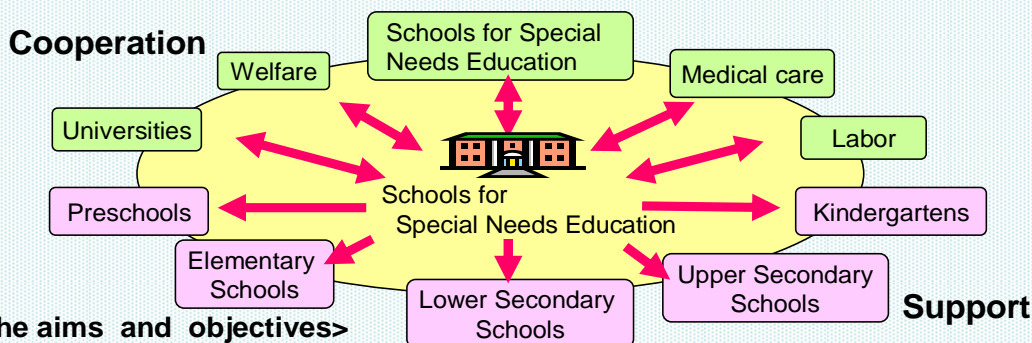 Cooperation
Schools for Special
Needs Education
Welfare
Medical care
Universities
Labor
Preschools
Schools for
Special Needs Education
Kindergartens
Elementary
Schools
Lower Secondary
Schools
Upper Secondary
Schools
Support
he aims and objectives>